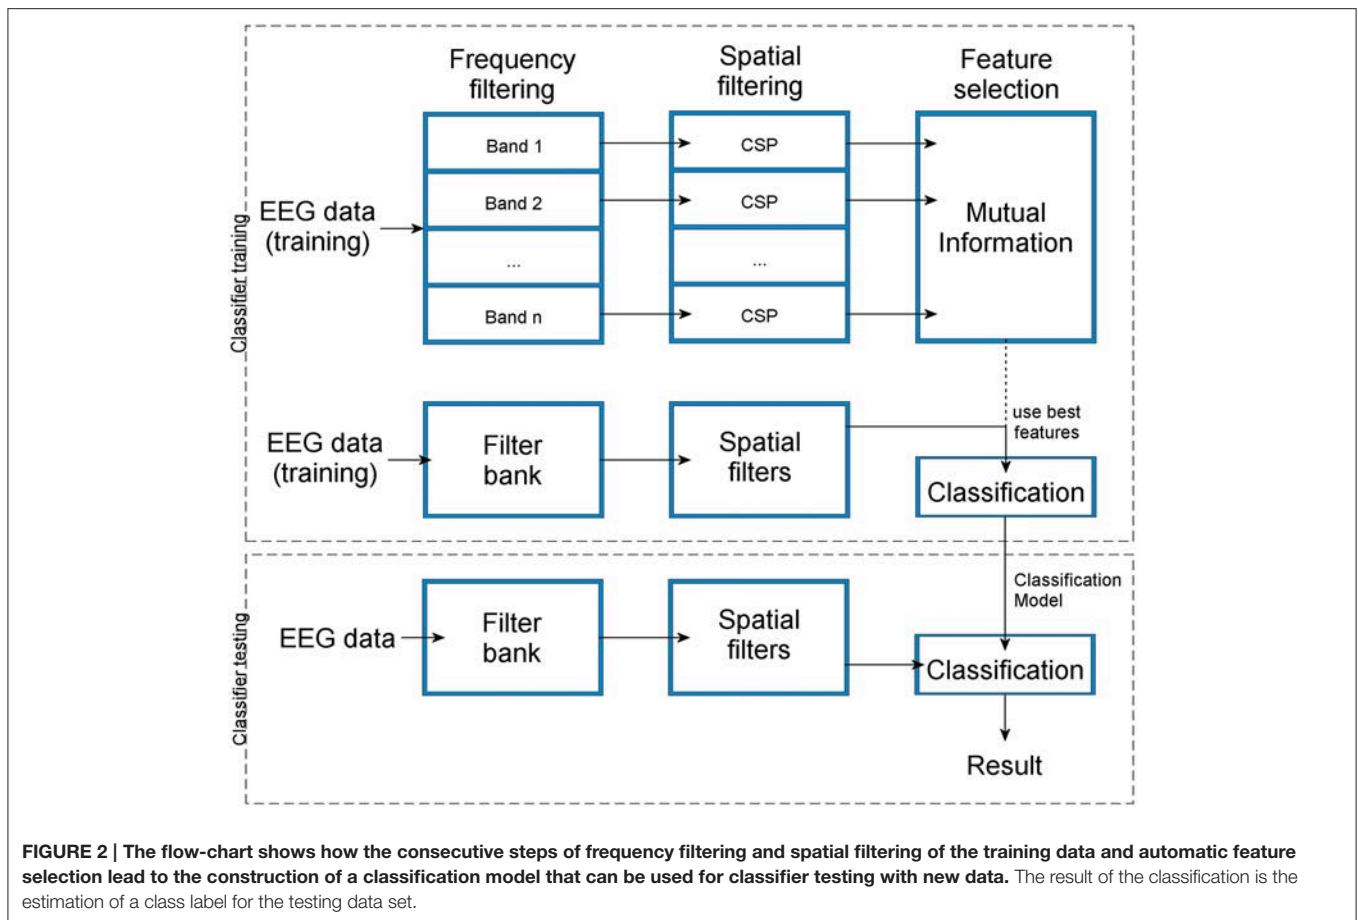 Frequency
filtering
Spatial
filtering
Feature
selection
Band 1
CSP
Band 2
CSP
EEG data
(training)
Mutual
Information
...
...
Band n
CSP
Classifier training
use best
features
EEG data
(training)
Filter
bank
Spatial
filters
Classification
Classification
Model
EEG data
Filter
bank
Spatial
filters
Classification
Classifier testing
Result
FIGURE 2 | The flow-chart shows how the consecutive steps of frequency filtering and spatial filtering of the training data and automatic feature
selection lead to the construction of a classification model that can be used for classifier testing with new data. The result of the classification is the
estimation of a class label for the testing data set.